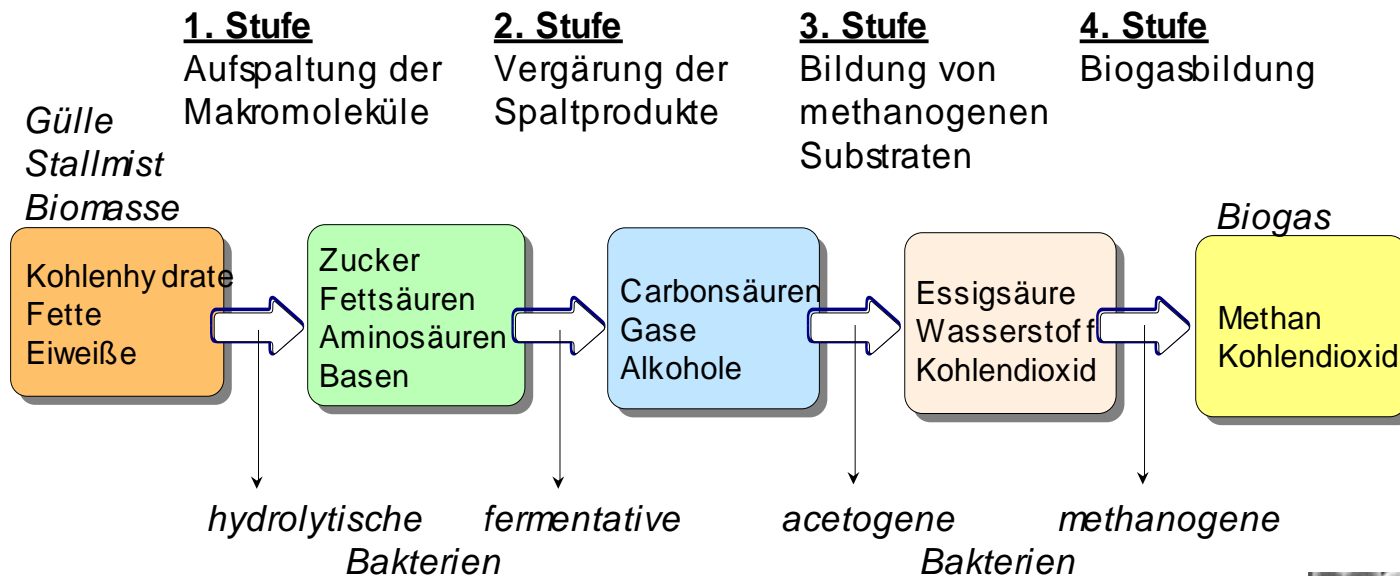 1. Stufe
Aufspaltung der
Makromoleküle
2. Stufe
Vergärung der
Spaltprodukte
3. Stufe
Bildung von
methanogenen
Substraten
4. Stufe
Biogasbildung
Gülle
Stallmist
Biomasse
Kohlenhydrate
Fette
Eiweiße
Zucker
Fettsäuren
Aminosäuren
Basen
Carbonsäuren
Gase
Alkohole
Essigsäure
Wasserstoff
Kohlendioxid
Biogas
Methan
Kohlendioxid
hydrolytische fermentative
Bakterien
acetogene methanogene
Bakterien